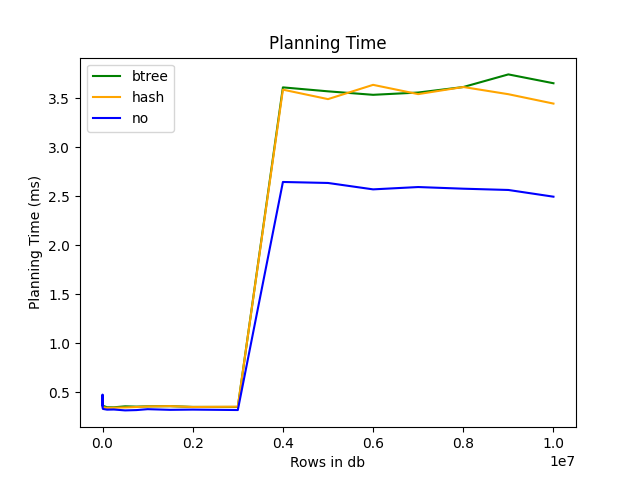 Planning Time
btree
hash
no
Planning Time (ms)
3.5
3.0
2.5
2.0
1.5
1.0
0.5
0.0 0.2 0.4 0.6 0.8 1.0
1e7
Rows in db